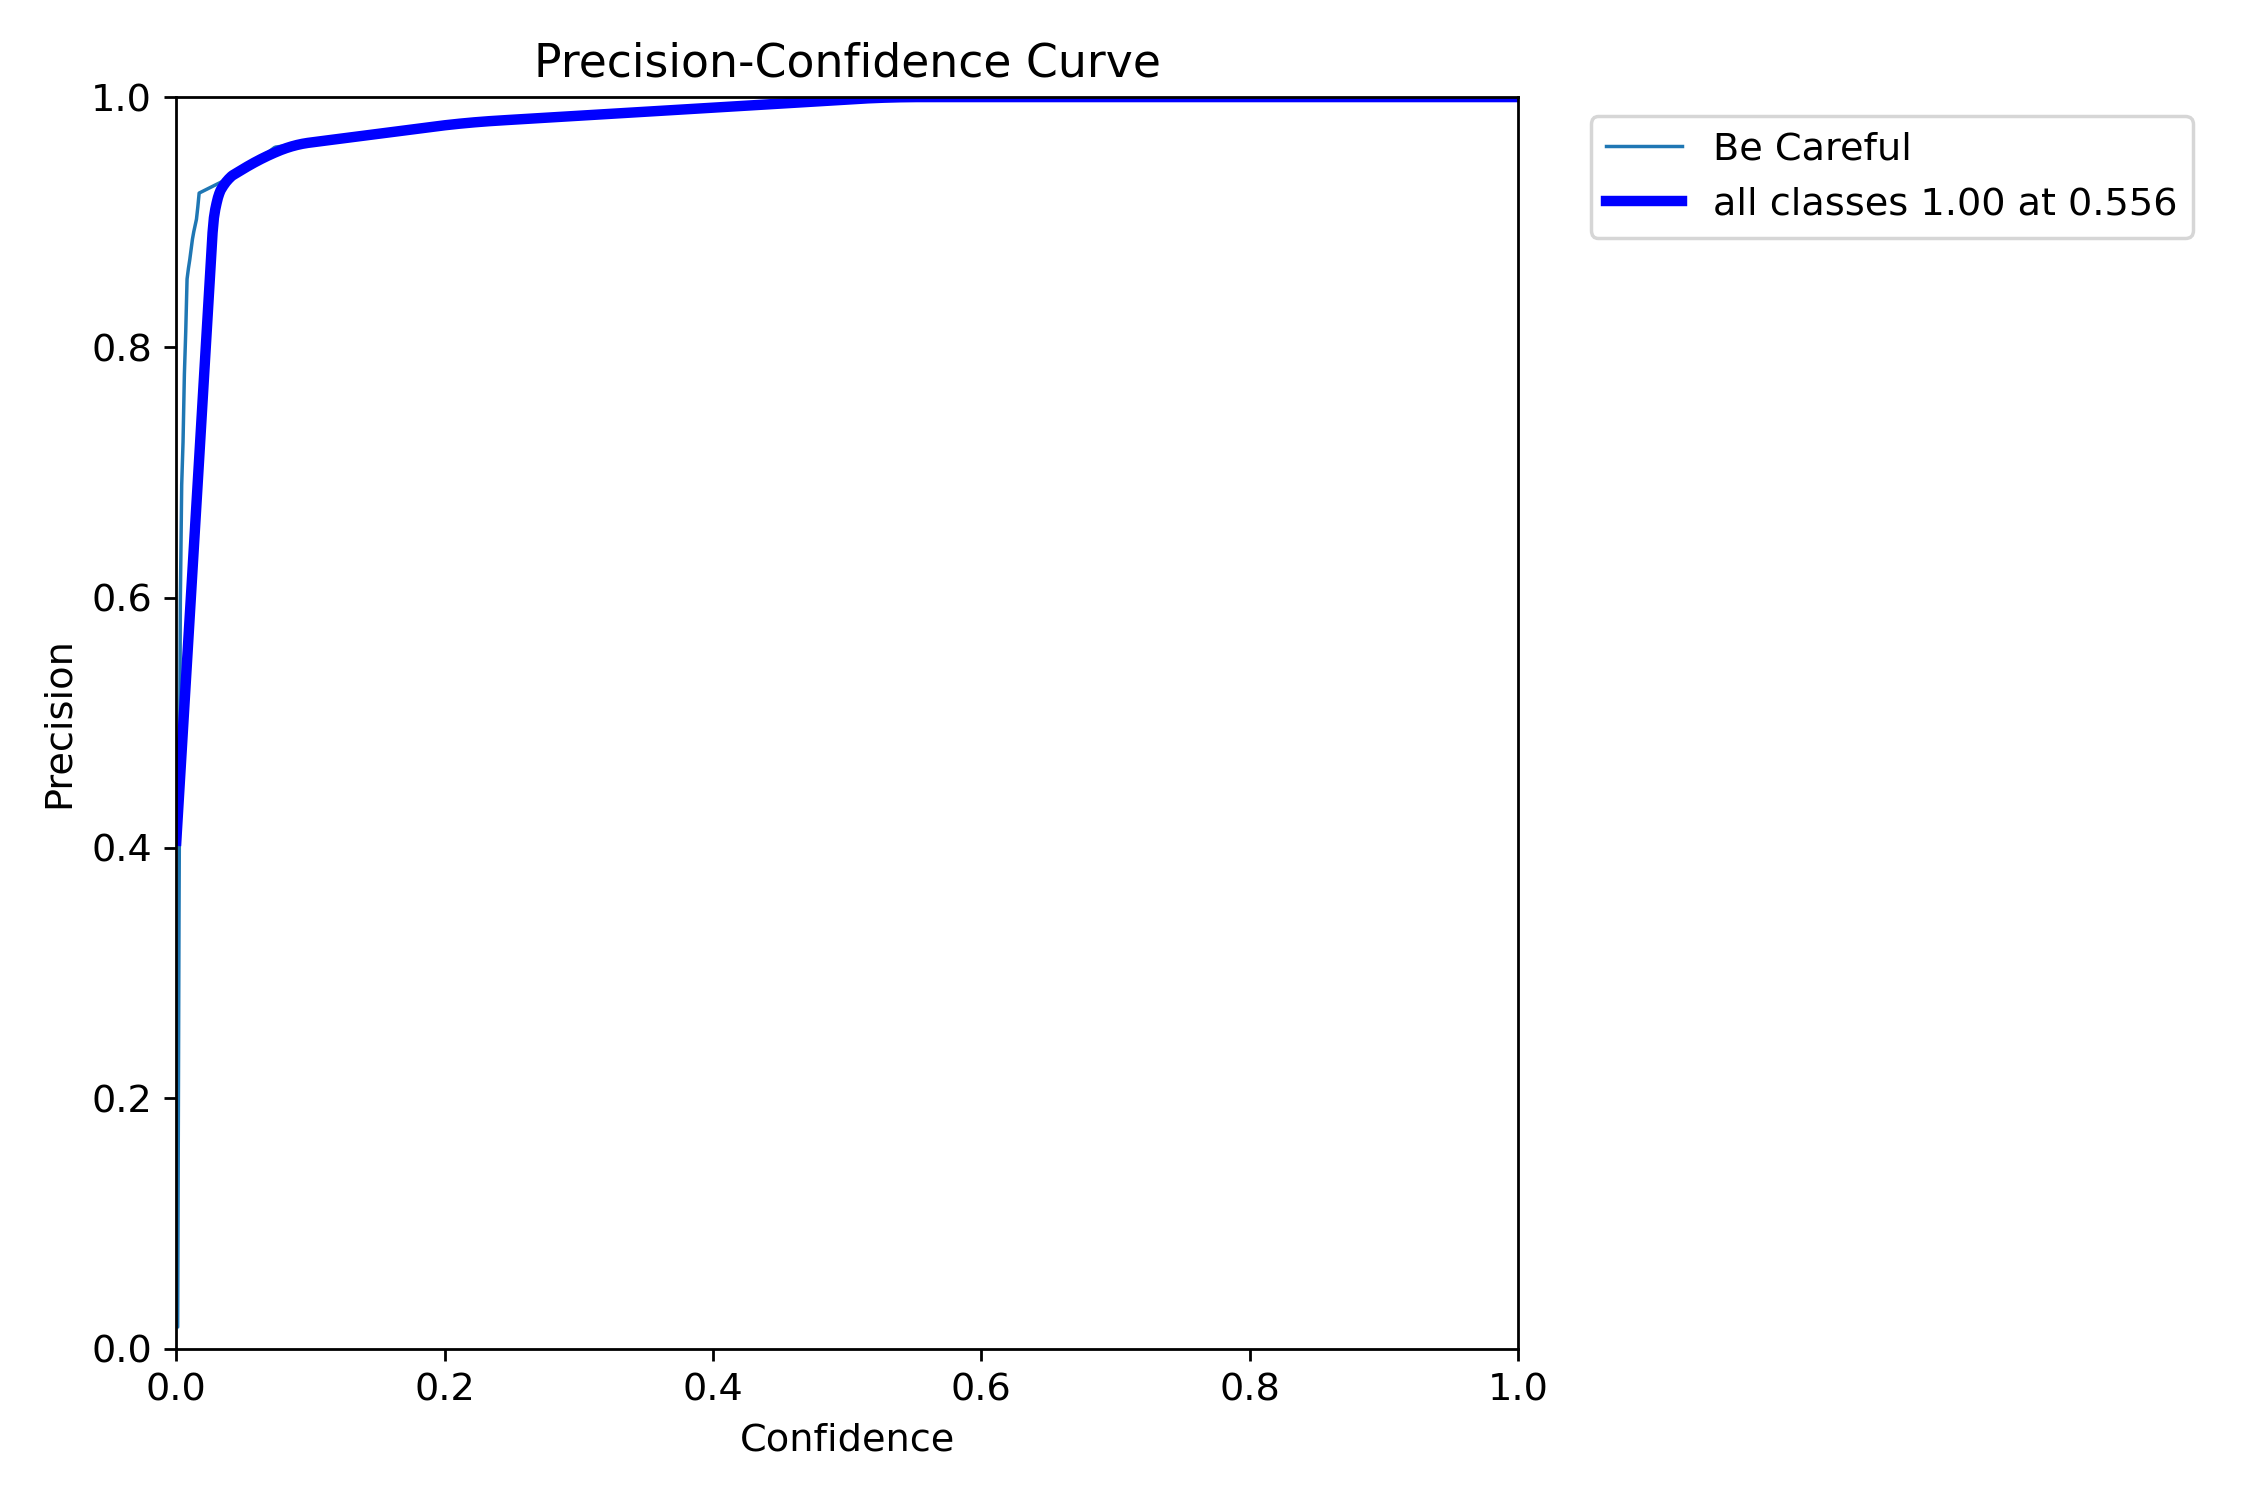 Precision-Confidence Curve
Be Careful
all classes 1.00 at 0.556
1.0
0.8
0.6
0.4
0.2
0.0
Precision
0.0 0.2 0.4 0.6 0.8 1.0
Confidence